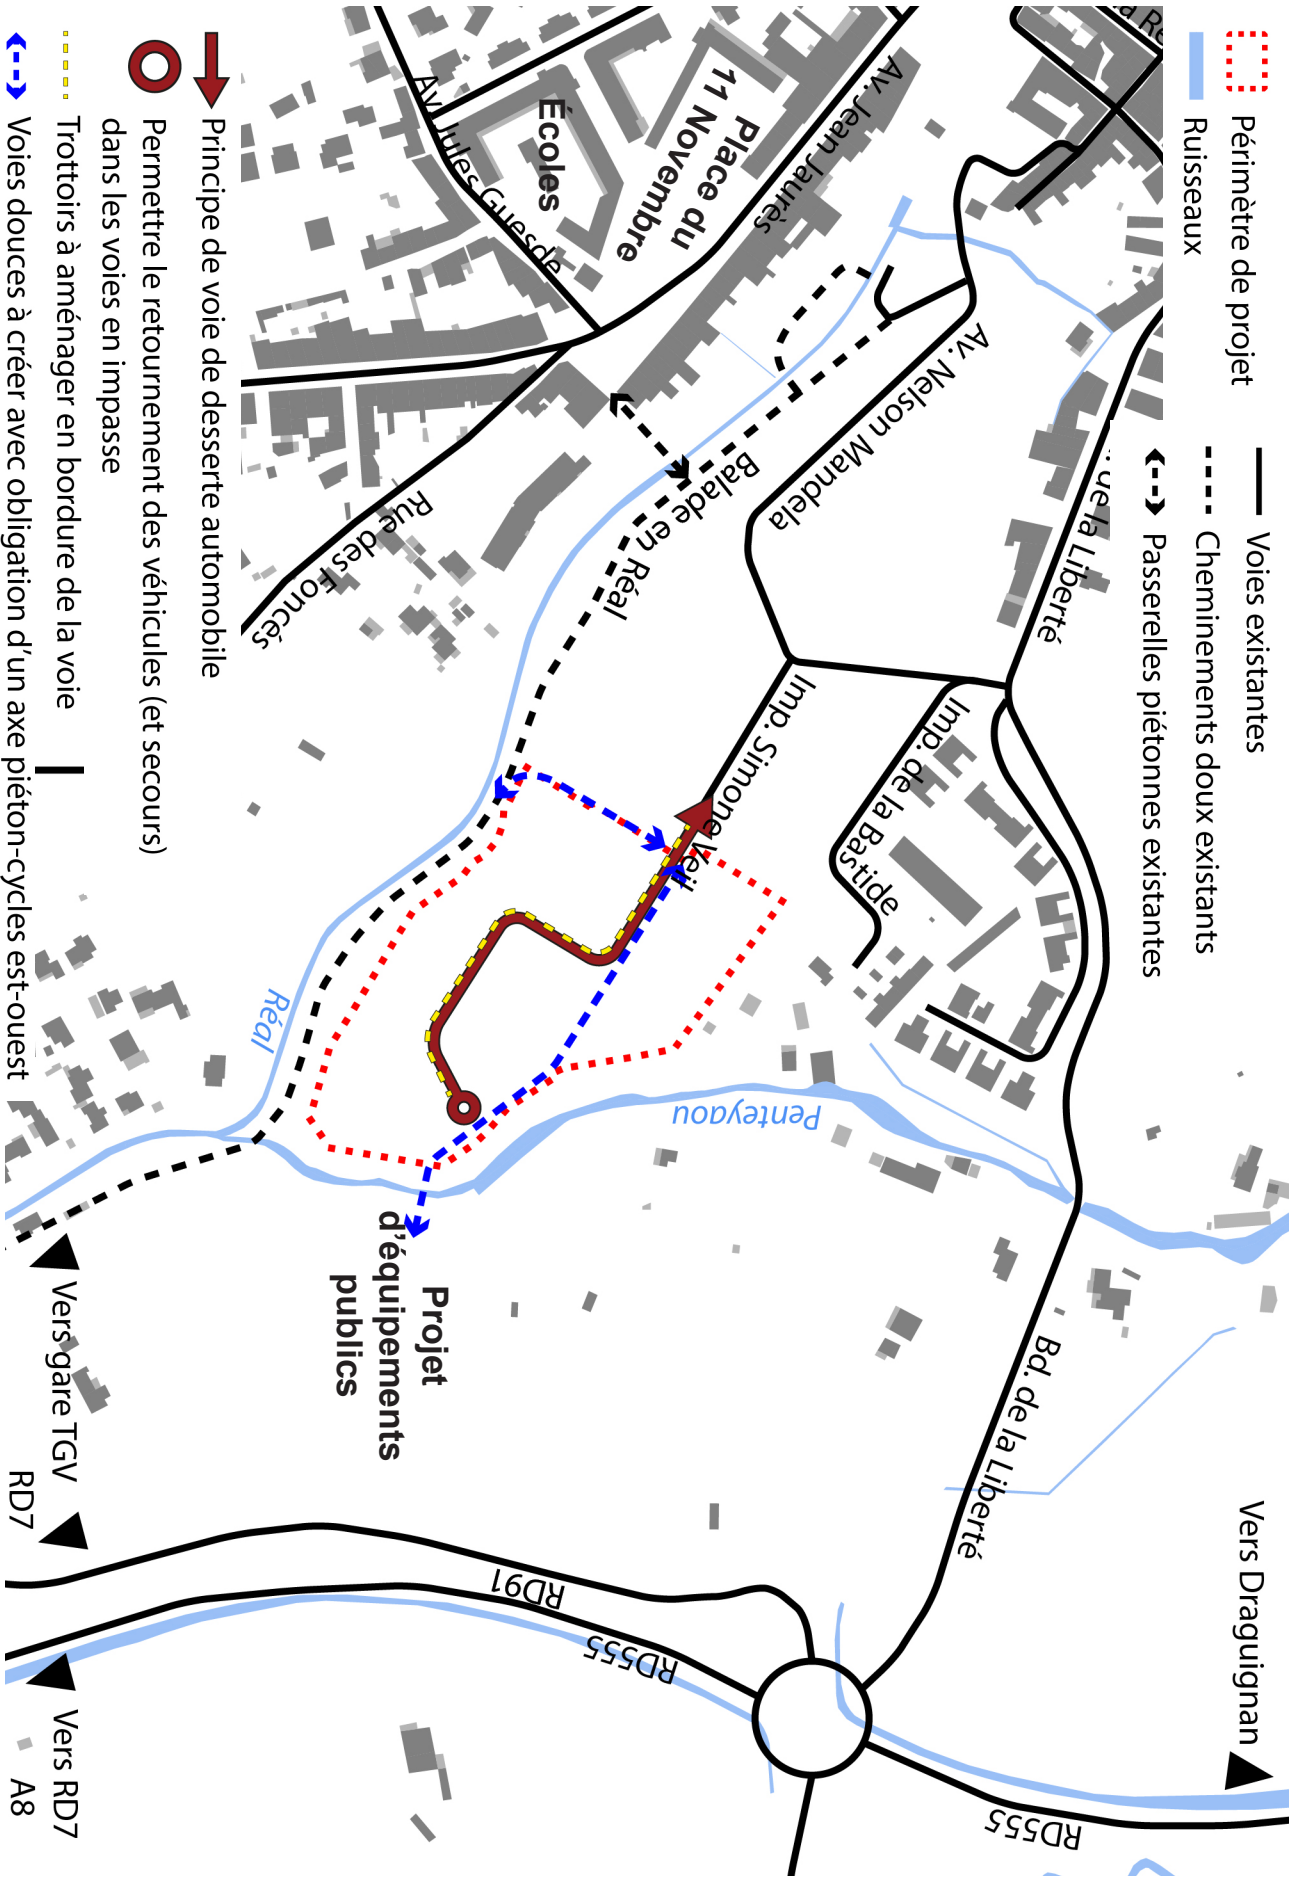 Périmètre de projet
Ruisseaux
Voies existantes
Cheminements doux existants
Passerelles piétonnes existantes
Vers Draguignan
Av. Jean Jaurès
Place du
11 Novembre
Écoles
Av. Jules Guesde
Av. Nelson Mandela
de la Liberté
Balade en Réal
Rue des Foncés
Imp. Simone Veil
Imp. de la Bastide
Bd. de la Liberté
Penteyaou
Réal
Projet
d'équipements
publics
RD91
RD555
RD555
Principe de voie de desserte automobile
Permettre le retournement des véhicules (et secours)
dans les voies en impasse
Trottoirs à aménager en bordure de la voie
Voies douces à créer avec obligation d'un axe piéton-cycles est-ouest
Vers gare TGV
RD7
Vers RD7
A8